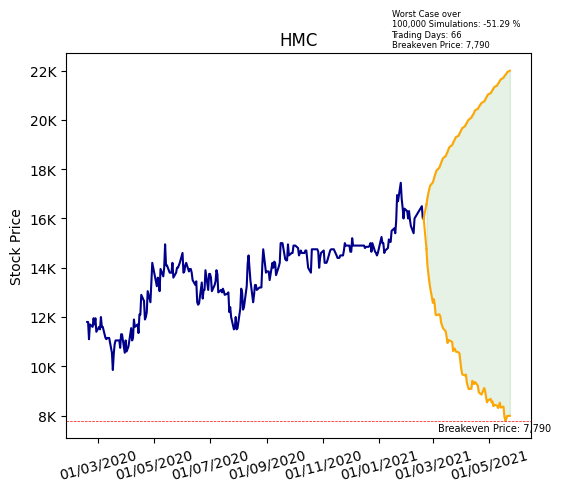 Worst Case over
100,000 Simulations: -51.29 %
Trading Days: 66
Breakeven Price: 7,790
HMC
Stock Price
22K
20K
18K
16K
14K
12K
10K
8K
Breakeven Price: 7,790
01/03/2020
01/05/2020
01/07/2020
01/09/2020
01/11/2020
01/01/2021
01/03/2021
01/05/2021